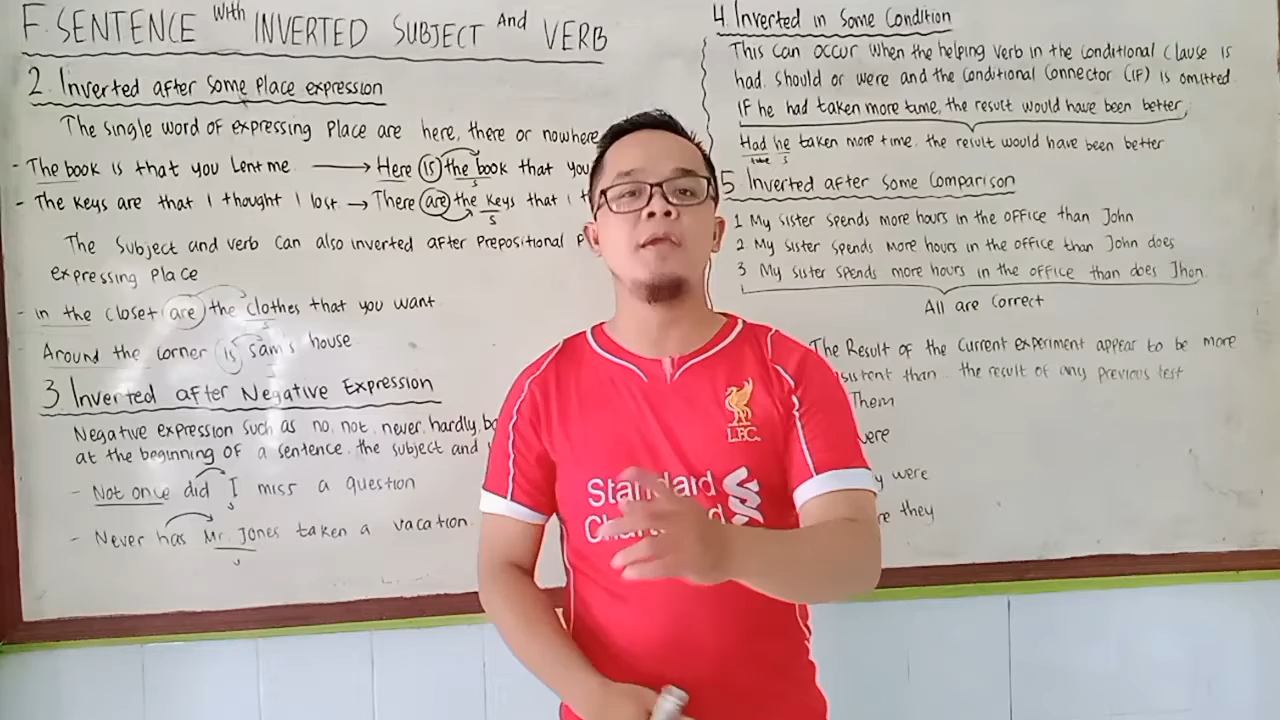 F. SENTENCE with INVERTED SUBJECT And VERB
2. Inverted after Some Place expression
The single word of expressing Place are here, there or nowhere
- The book is that you Lent me. → Here is the book that you
S
- The keys are that I thought I lost → There are the keys that I
S
The Subject and verb can also inverted after Prepositional
expressing Place
- in the closet are the clothes that you want
S
Around the corner is Sam's house
3. Inverted after Negative Expression
Negative expression such as no, not, never, hardly,
at the beginning of a sentence. the subject and
- Not once did I miss a question
S
- Never has Mr. Jones taken a vacation.
S
4. Inverted in Some Condition
This can occur when the helping verb in the conditional clause is
had. should or were and the conditional connector (IF) is omitted.
IF he had taken more time, the result would have been better
Had he taken more time. the result would have been better
S
5. Inverted after Some Comparison
1 My sister spends more hours in the office than John
2 My sister spends more hours in the office than John does
3 My sister spends more hours in the office than does Jhon.
All are Correct
The Result of the current experiment appear to be more
than the result of any previous test
Them
were
they
L.F.C.
Standard